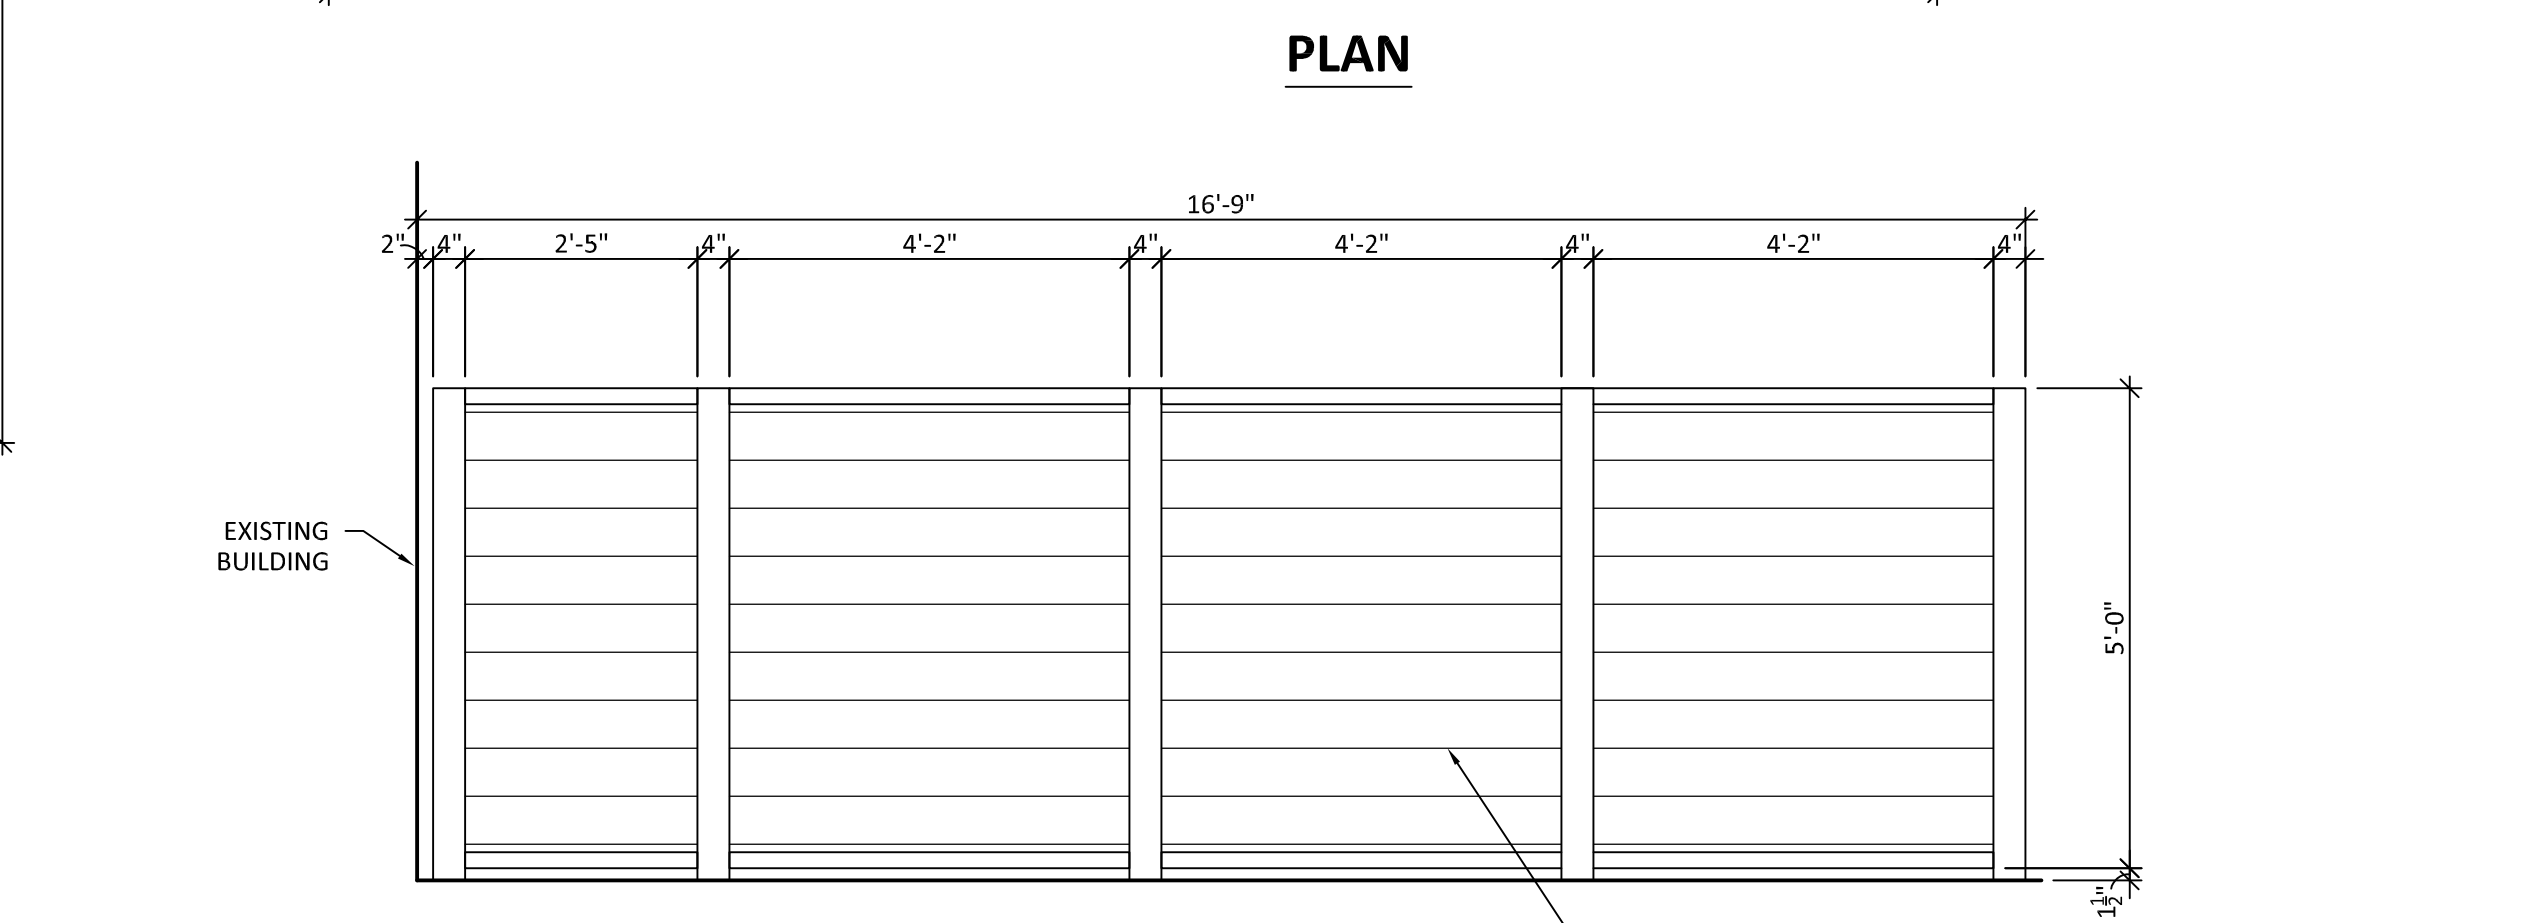 PLAN
16'-9"
2" 4" 2'-5" 4" 4'-2" 4" 4'-2" 4" 4'-2" 4"
EXISTING
BUILDING
5'-0"
1½"